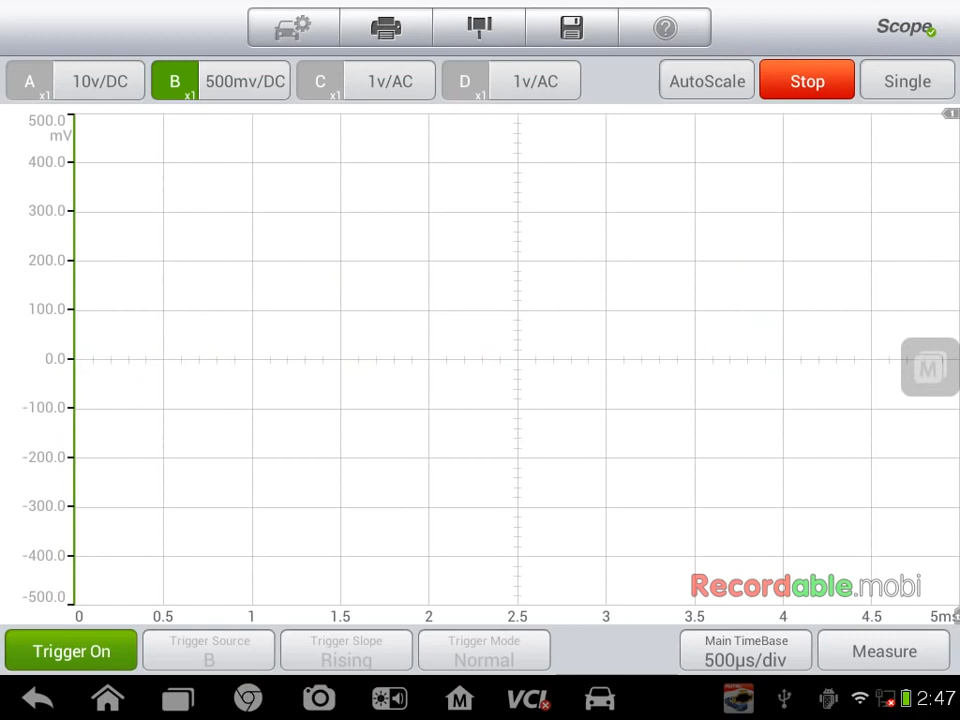 Scope
A x1 10v/DC B x1 500mv/DC C x1 1v/AC D x1 1v/AC AutoScale Stop Single
500.0
mV
400.0
300.0
200.0
100.0
0.0
-100.0
-200.0
-300.0
-400.0
-500.0
M
Recordable.mobi
0 0.5 1 1.5 2 2.5 3 3.5 4 4.5 5ms
Trigger On
Trigger Source
B
Trigger Slope
Rising
Trigger Mode
Normal
Main TimeBase
500µs/div
Measure
M VCI 2:47